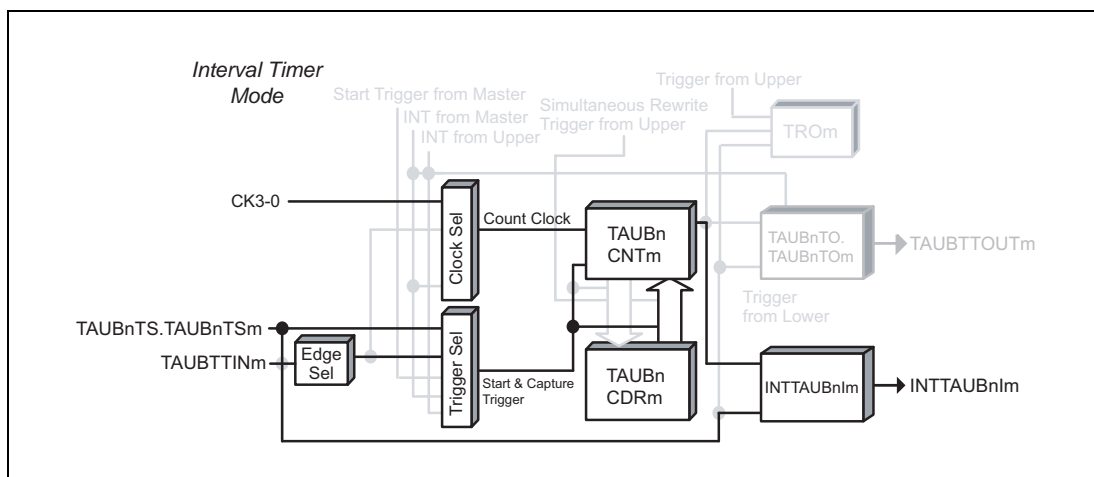 Interval Timer
Mode
Start Trigger from Master
INT from Master
INT from Upper
Simultaneous Rewrite
Trigger from Upper
Trigger from Upper
TROm
CK3-0
Clock Sel
Count Clock
TAUBn
CNTm
TAUBnTO.
TAUBnTOm
TAUBTTOUTm
Trigger
from Lower
TAUBnTS.TAUBnTSm
TAUBTTINm
Edge
Sel
Trigger Sel
Start & Capture
Trigger
TAUBn
CDRm
INTTAUBnIm
INTTAUBnIm